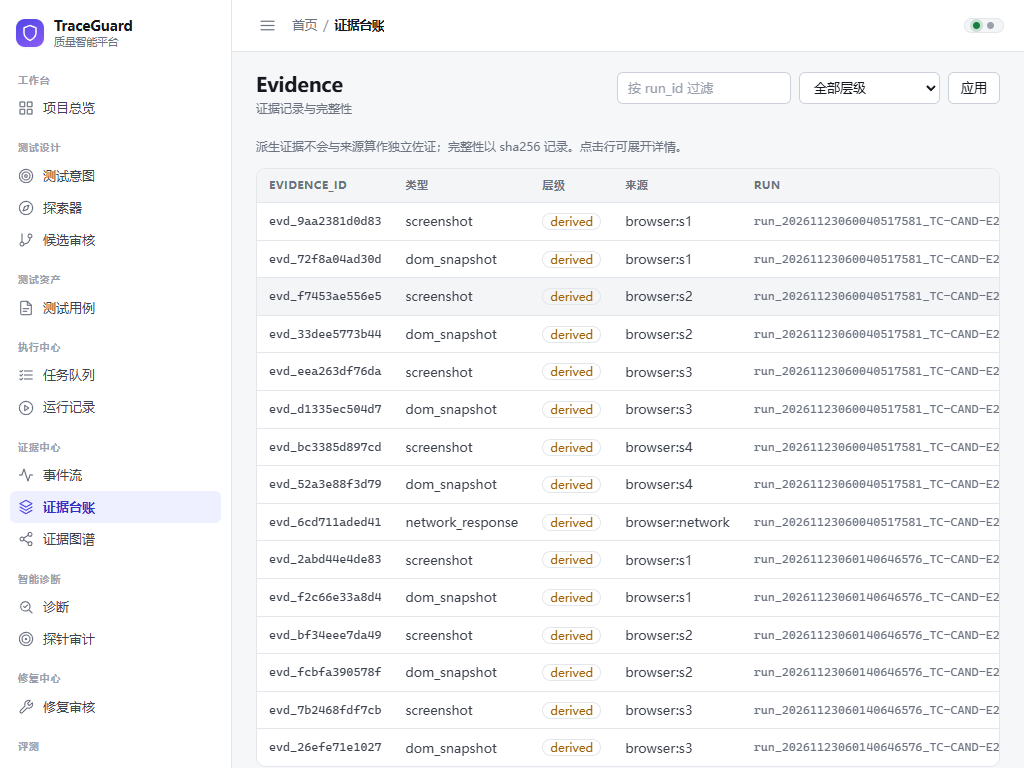 TraceGuard
质量智能平台
工作台
项目总览
测试设计
测试意图
探索器
候选审核
测试资产
测试用例
执行中心
任务队列
运行记录
证据中心
事件流
证据台账
证据图谱
智能诊断
诊断
探针审计
修复中心
修复审核
评测
首页 / 证据台账
Evidence
证据记录与完整性
按 run_id 过滤
全部层级
应用
派生证据不会与来源算作独立佐证；完整性以 sha256 记录。点击行可展开详情。
EVIDENCE_ID 类型 层级 来源 RUN
evd_9aa2381d0d83 screenshot derived browser:s1 run_20261123060040517581_TC-CAND-E2
evd_72f8a04ad30d dom_snapshot derived browser:s1 run_20261123060040517581_TC-CAND-E2
evd_f7453ae556e5 screenshot derived browser:s2 run_20261123060040517581_TC-CAND-E2
evd_33dee5773b44 dom_snapshot derived browser:s2 run_20261123060040517581_TC-CAND-E2
evd_eea263df76da screenshot derived browser:s3 run_20261123060040517581_TC-CAND-E2
evd_d1335ec504d7 dom_snapshot derived browser:s3 run_20261123060040517581_TC-CAND-E2
evd_bc3385d897cd screenshot derived browser:s4 run_20261123060040517581_TC-CAND-E2
evd_52a3e88f3d79 dom_snapshot derived browser:s4 run_20261123060040517581_TC-CAND-E2
evd_6cd711aded41 network_response derived browser:network run_20261123060040517581_TC-CAND-E2
evd_2abd44e4de83 screenshot derived browser:s1 run_20261123060140646576_TC-CAND-E2
evd_f2c66e33a8d4 dom_snapshot derived browser:s1 run_20261123060140646576_TC-CAND-E2
evd_bf34eee7da49 screenshot derived browser:s2 run_20261123060140646576_TC-CAND-E2
evd_fcbfa390578f dom_snapshot derived browser:s2 run_20261123060140646576_TC-CAND-E2
evd_7b2468fdf7cb screenshot derived browser:s3 run_20261123060140646576_TC-CAND-E2
evd_26efe71e1027 dom_snapshot derived browser:s3 run_20261123060140646576_TC-CAND-E2